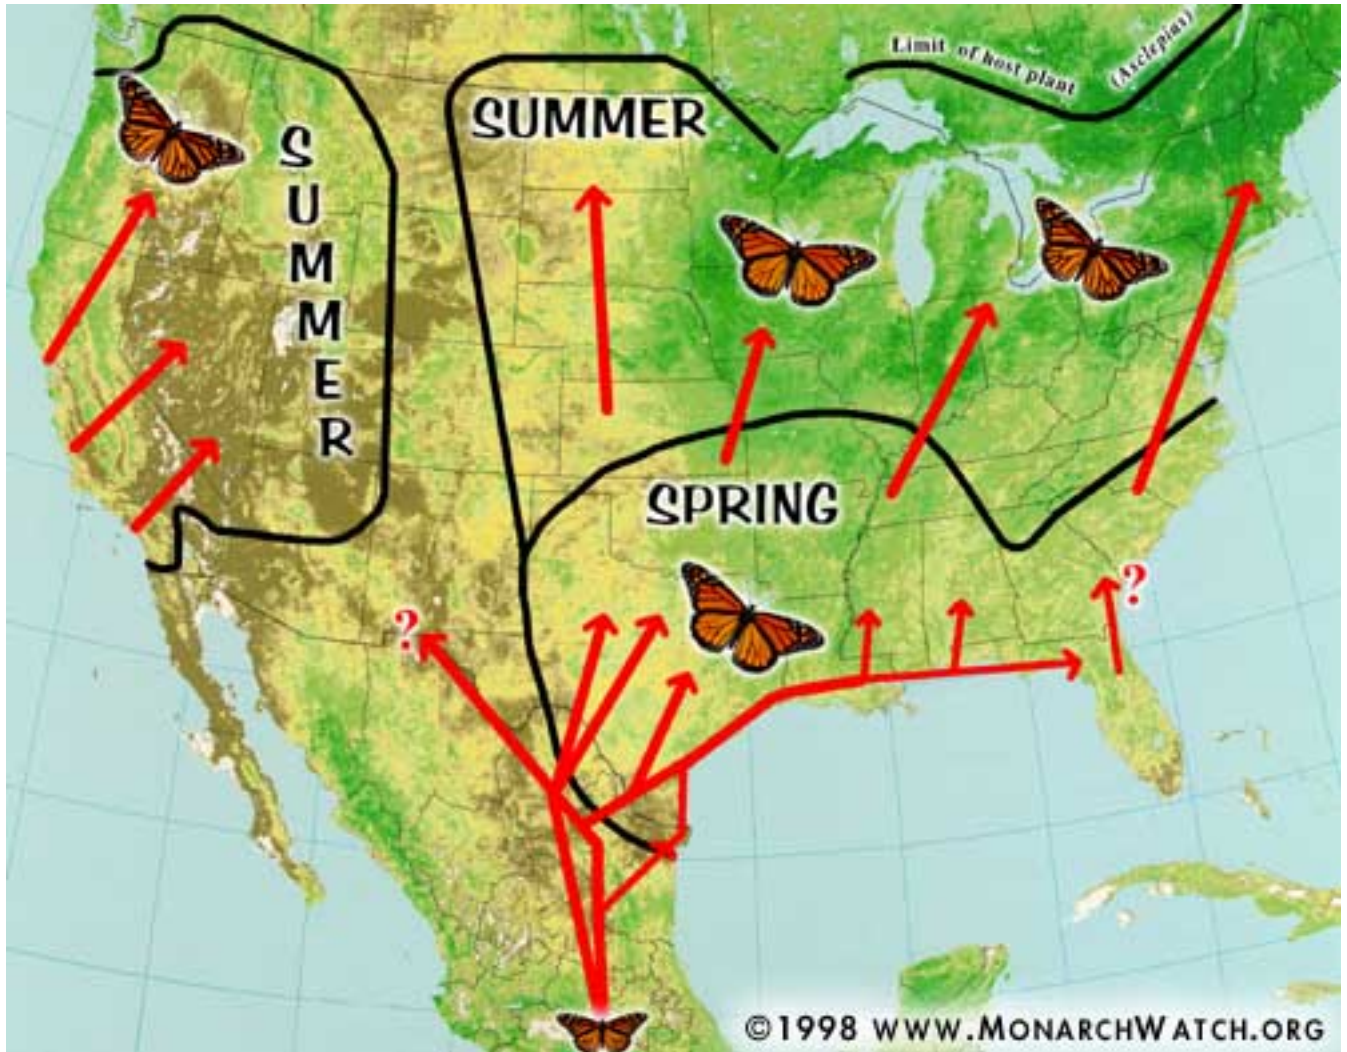 SUMMER
SUMMER
Limit of host plant (Asclepias)
SPRING
?
?
©1998 WWW.MONARCHWATCH.ORG